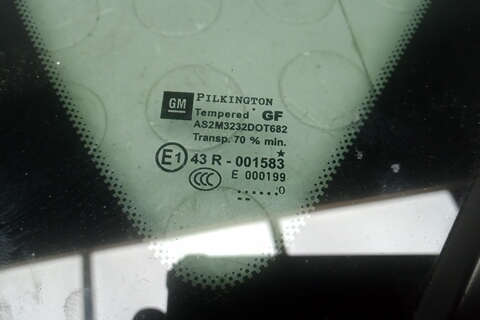 GM
PILKINGTON
Tempered GF
AS2M3232DOT682
Transp. 70 % min.
★
E1 43 R - 001583
CCC E 000199
......0
..